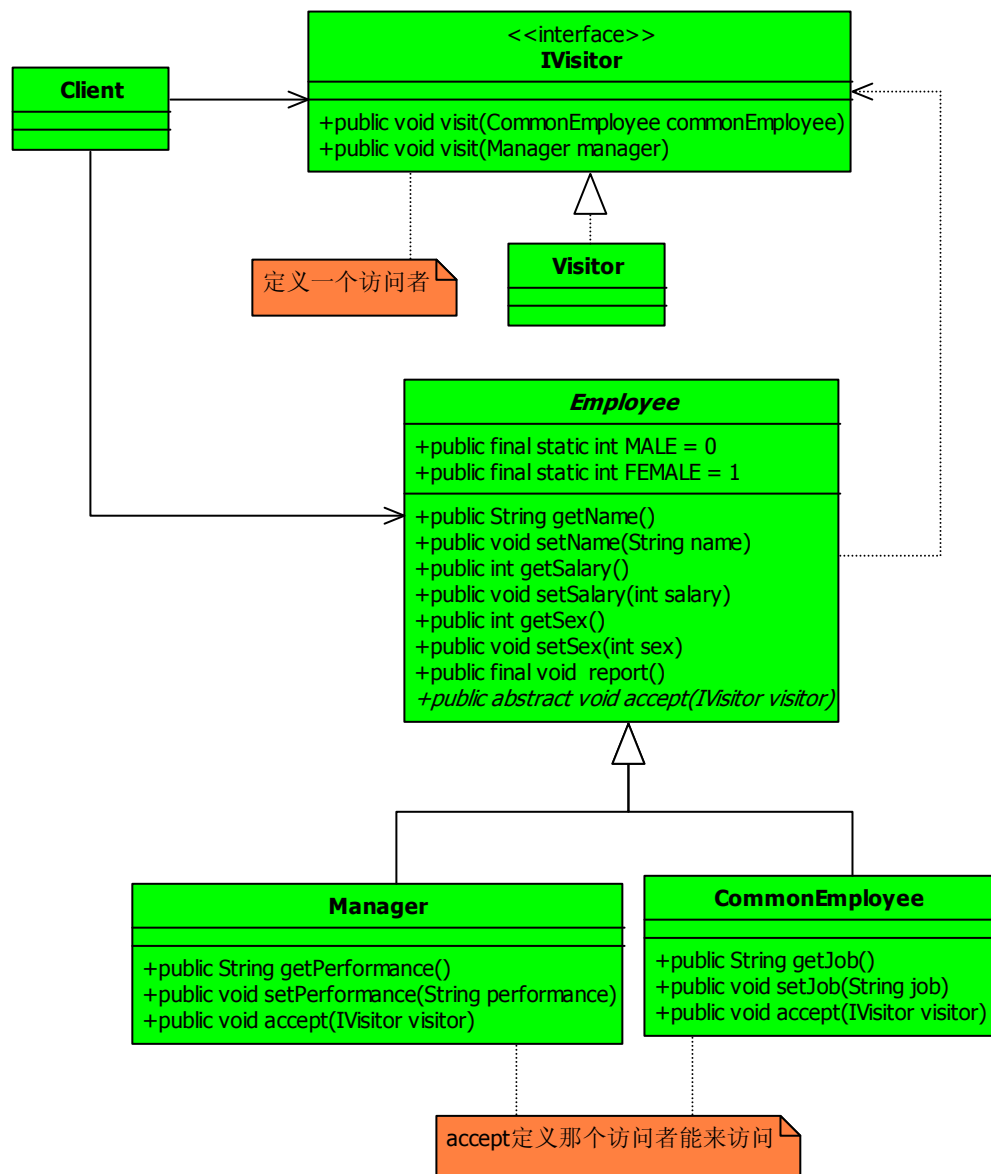 <<interface>>
IVisitor
Client
+public void visit(CommonEmployee commonEmployee)
+public void visit(Manager manager)
定义一个访问者
Visitor
Employee
+public final static int MALE = 0
+public final static int FEMALE = 1
+public String getName()
+public void setName(String name)
+public int getSalary()
+public void setSalary(int salary)
+public int getSex()
+public void setSex(int sex)
+public final void report()
+public abstract void accept(IVisitor visitor)
Manager
+public String getPerformance()
+public void setPerformance(String performance)
+public void accept(IVisitor visitor)
CommonEmployee
+public String getJob()
+public void setJob(String job)
+public void accept(IVisitor visitor)
accept定义那个访问者能来访问